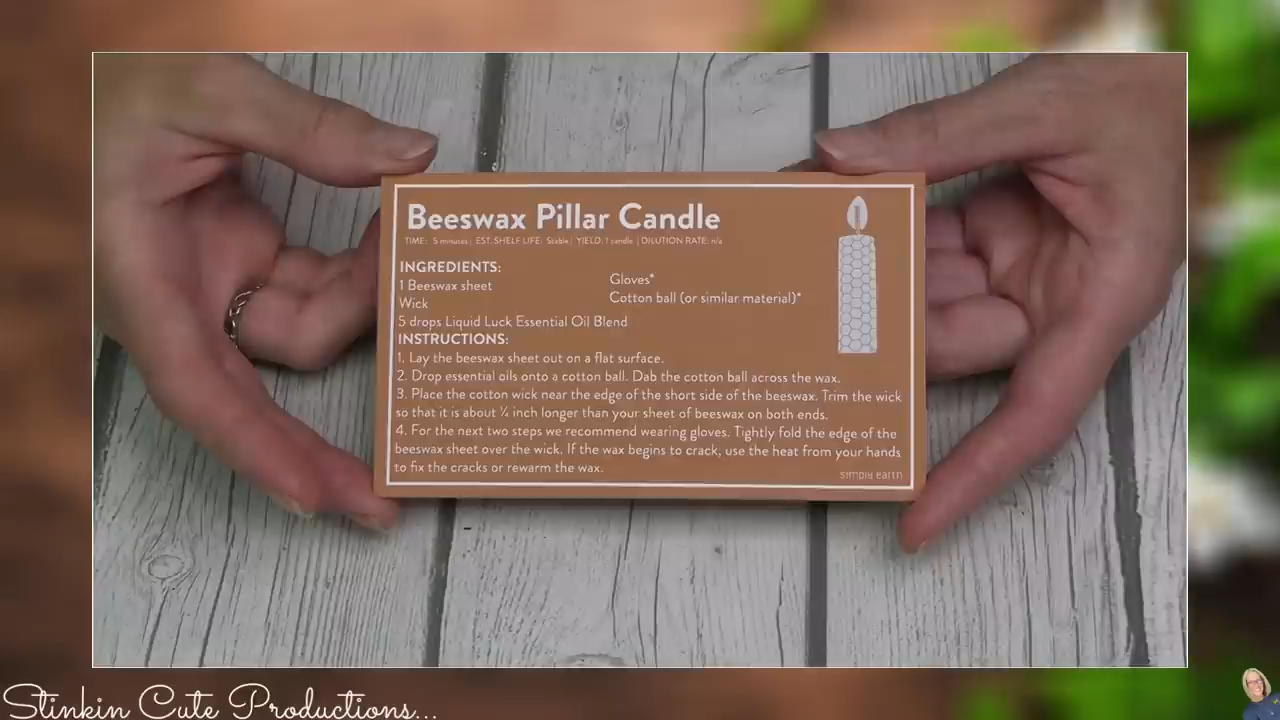 Beeswax Pillar Candle
TIME: 5 minutes | EST. SHELF LIFE: Stable | YIELD: 1 candle | DILUTION RATE: n/a
INGREDIENTS:
1 Beeswax sheet
Wick
5 drops Liquid Luck Essential Oil Blend
Gloves*
Cotton ball (or similar material)*
INSTRUCTIONS:
1. Lay the beeswax sheet out on a flat surface.
2. Drop essential oils onto a cotton ball. Dab the cotton ball across the wax.
3. Place the cotton wick near the edge of the short side of the beeswax. Trim the wick
so that it is about ¼ inch longer than your sheet of beeswax on both ends.
4. For the next two steps we recommend wearing gloves. Tightly fold the edge of the
beeswax sheet over the wick. If the wax begins to crack, use the heat from your hands
to fix the cracks or rewarm the wax.
simply earth
Stinkin Cute Productions...